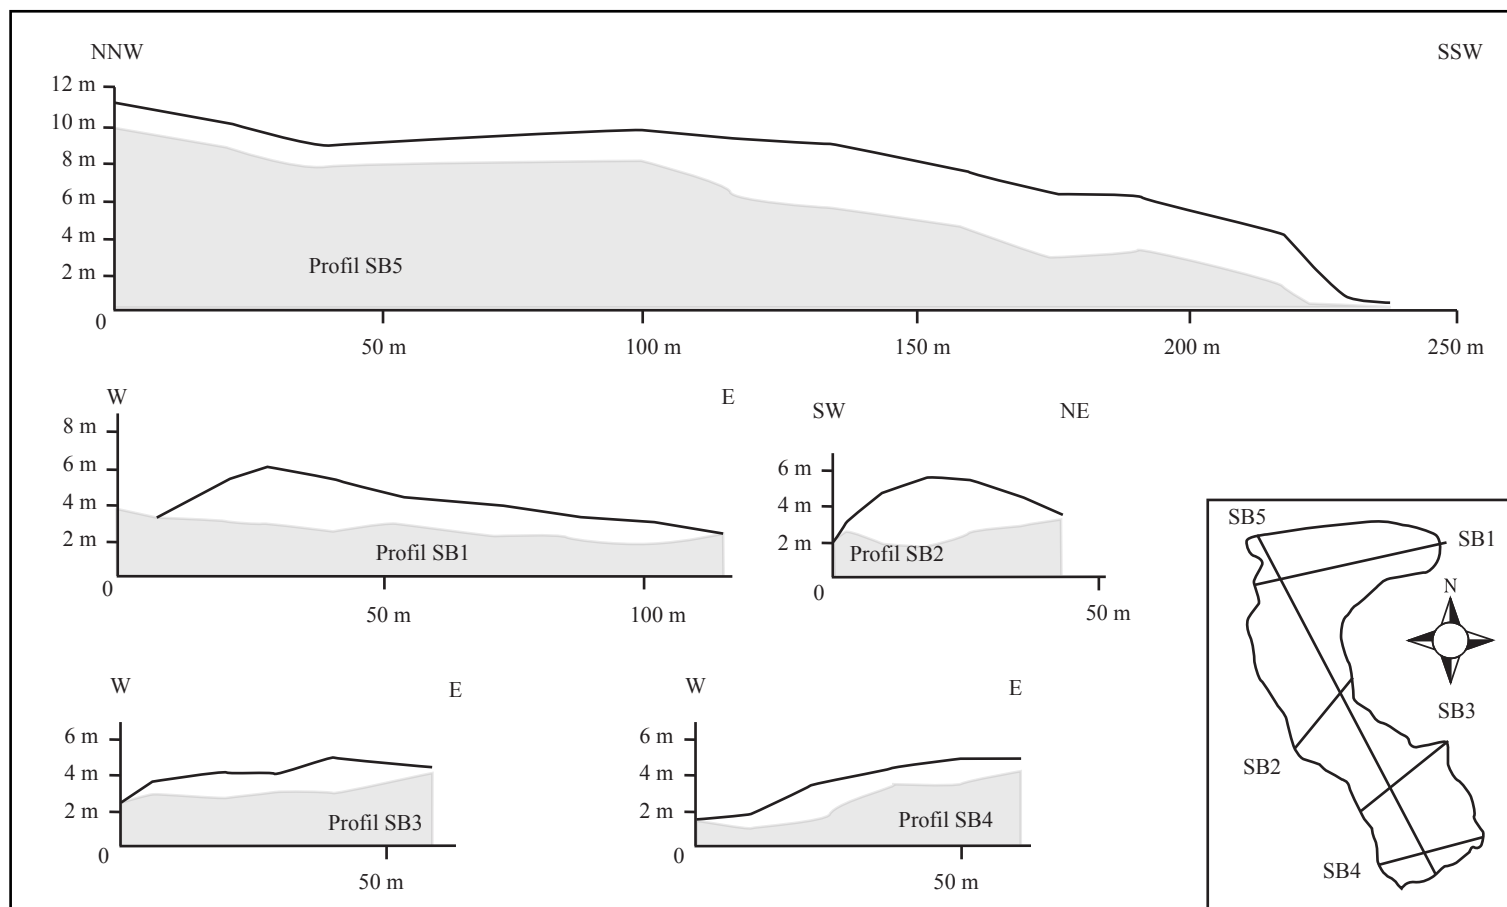 NNW SSW
12 m
10 m
8 m
6 m
4 m
2 m
0
Profil SB5
50 m 100 m 150 m 200 m 250 m
W E
8 m
6 m
4 m
2 m
0
Profil SB1
50 m 100 m
SW NE
6 m
4 m
2 m
0
Profil SB2
50 m
W E
6 m
4 m
2 m
0
Profil SB3
50 m
W E
6 m
4 m
2 m
0
Profil SB4
50 m
SB5
SB1
N
SB3
SB2
SB4